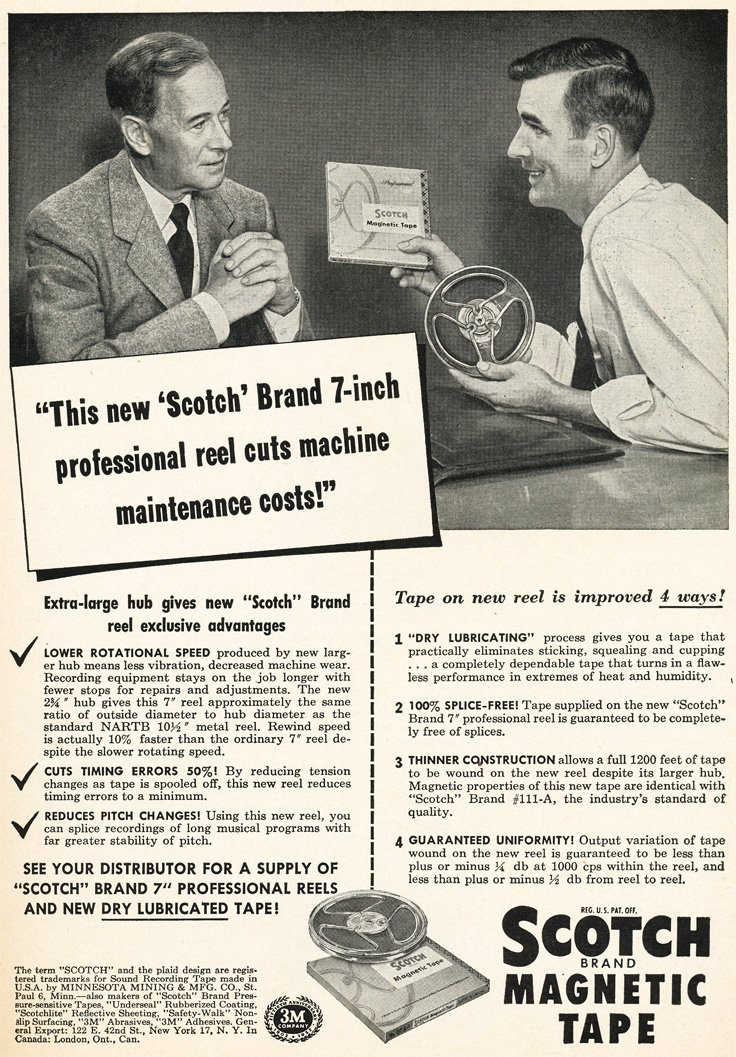 Professional
SCOTCH
Magnetic Tape
"This new 'Scotch' Brand 7-inch
professional reel cuts machine
maintenance costs!"
Extra-large hub gives new "Scotch" Brand
reel exclusive advantages
LOWER ROTATIONAL SPEED produced by new larg-
er hub means less vibration, decreased machine wear.
Recording equipment stays on the job longer with
fewer stops for repairs and adjustments. The new
2¾" hub gives this 7" reel approximately the same
ratio of outside diameter to hub diameter as the
standard NARTB 10½" metal reel. Rewind speed
is actually 10% faster than the ordinary 7" reel de-
spite the slower rotating speed.
CUTS TIMING ERRORS 50%! By reducing tension
changes as tape is spooled off, this new reel reduces
timing errors to a minimum.
REDUCES PITCH CHANGES! Using this new reel, you
can splice recordings of long musical programs with
far greater stability of pitch.
SEE YOUR DISTRIBUTOR FOR A SUPPLY OF
"SCOTCH" BRAND 7" PROFESSIONAL REELS
AND NEW DRY LUBRICATED TAPE!
The term "SCOTCH" and the plaid design are regis-
tered trademarks for Sound Recording Tape made in
U.S.A. by MINNESOTA MINING & MFG. CO., St.
Paul 6, Minn.—also makers of "Scotch" Brand Pres-
sure-sensitive Tapes, "Underseal" Rubberized Coating,
"Scotchlite" Reflective Sheeting, "Safety-Walk" Non-
slip Surfacing, "3M" Abrasives, "3M" Adhesives. Gen-
eral Export: 122 E. 42nd St., New York 17, N. Y. In
Canada: London, Ont., Can.
3M
COMPANY
SCOTCH
Magnetic Tape
Tape on new reel is improved 4 ways!
1 "DRY LUBRICATING" process gives you a tape that
practically eliminates sticking, squealing and cupping
. . . a completely dependable tape that turns in a flaw-
less performance in extremes of heat and humidity.
2 100% SPLICE-FREE! Tape supplied on the new "Scotch"
Brand 7" professional reel is guaranteed to be complete-
ly free of splices.
3 THINNER CONSTRUCTION allows a full 1200 feet of tape
to be wound on the new reel despite its larger hub.
Magnetic properties of this new tape are identical with
"Scotch" Brand #111-A, the industry's standard of
quality.
4 GUARANTEED UNIFORMITY! Output variation of tape
wound on the new reel is guaranteed to be less than
plus or minus ¼ db at 1000 cps within the reel, and
less than plus or minus ½ db from reel to reel.
REG. U. S. PAT. OFF.
SCOTCH
BRAND
MAGNETIC
TAPE